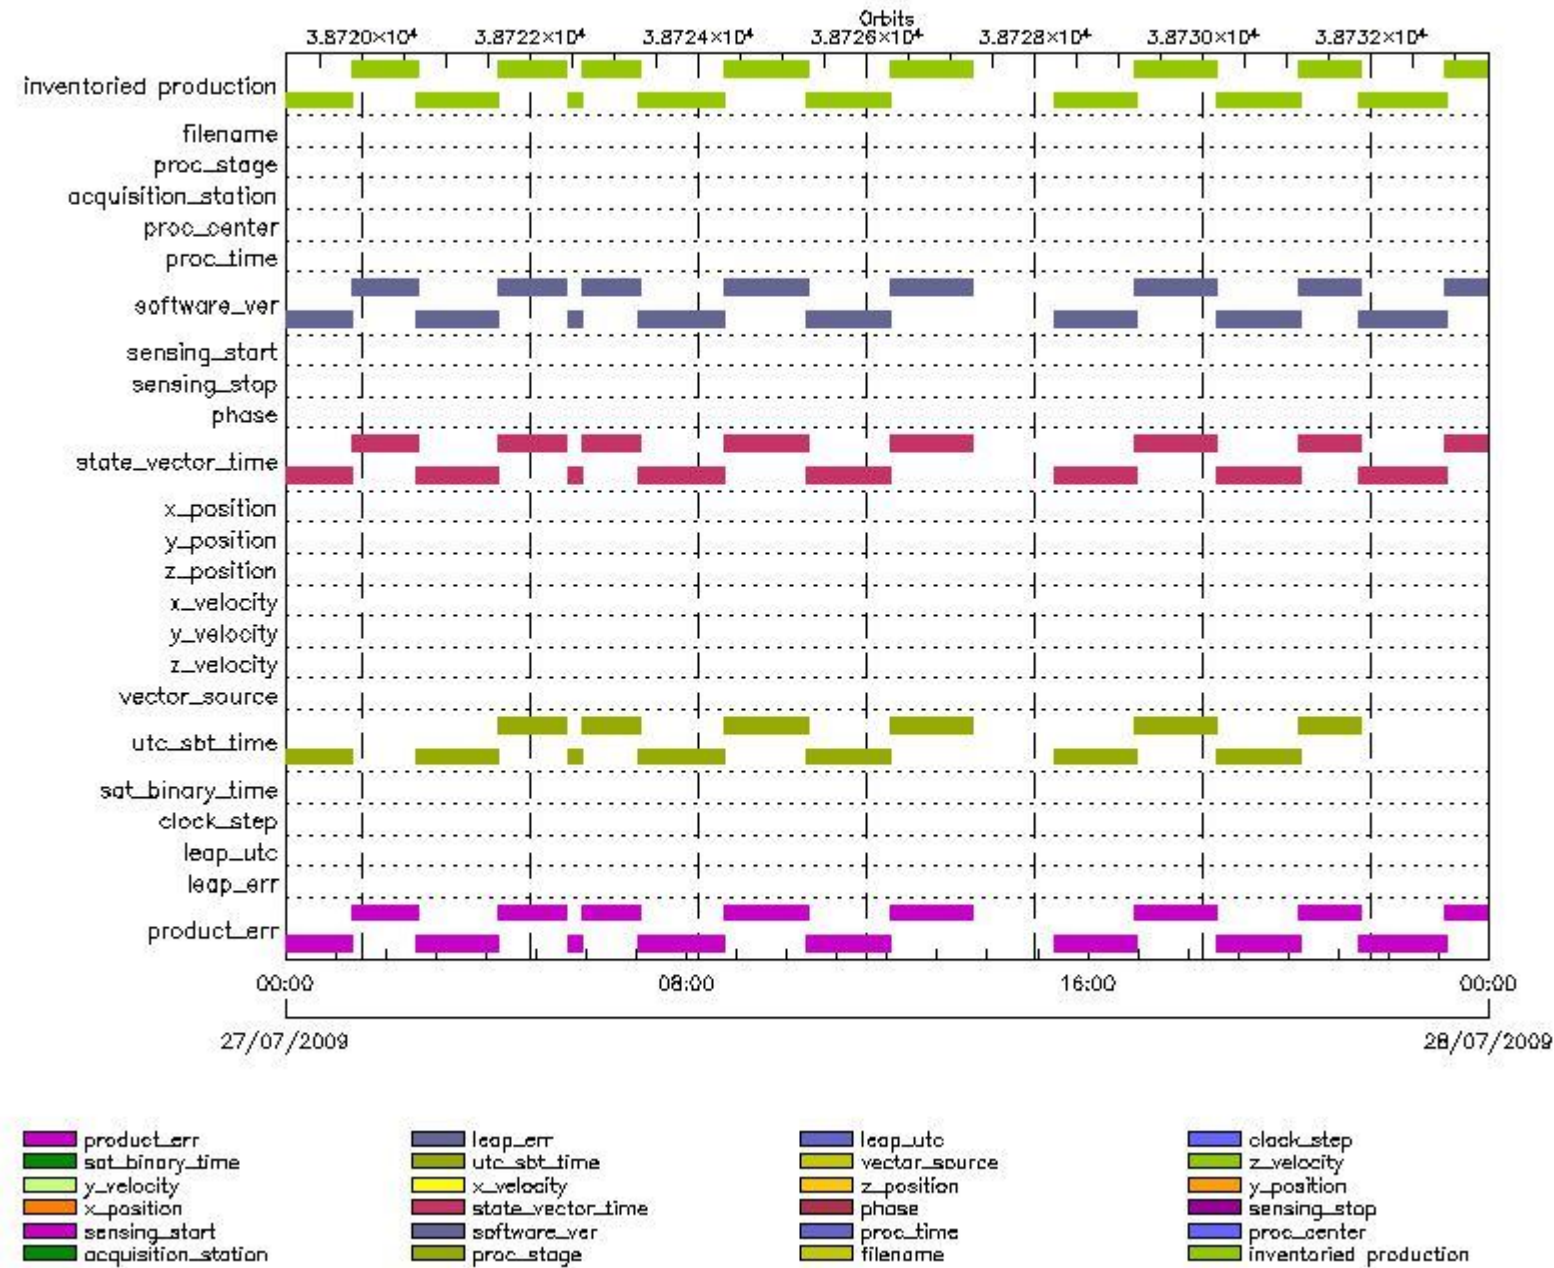 Orbits
3.8720×10⁴ 3.8722×10⁴ 3.8724×10⁴ 3.8726×10⁴ 3.8728×10⁴ 3.8730×10⁴ 3.8732×10⁴
inventoried production
filename
proc_stage
acquisition_station
proc_center
proc_time
software_ver
sensing_start
sensing_stop
phase
state_vector_time
x_position
y_position
z_position
x_velocity
y_velocity
z_velocity
vector_source
utc_sbt_time
sat_binary_time
clock_step
leap_utc
leap_err
product_err
00:00 08:00 16:00 00:00
27/07/2009 28/07/2009
product_err leap_err leap_utc clock_step
sat_binary_time utc_sbt_time vector_source z_velocity
y_velocity x_velocity z_position y_position
x_position state_vector_time phase sensing_stop
sensing_start software_ver proc_time proc_center
acquisition_station proc_stage filename inventoried production